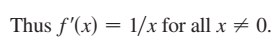 Thus f′(x) = 1/x for all x ≠ 0.